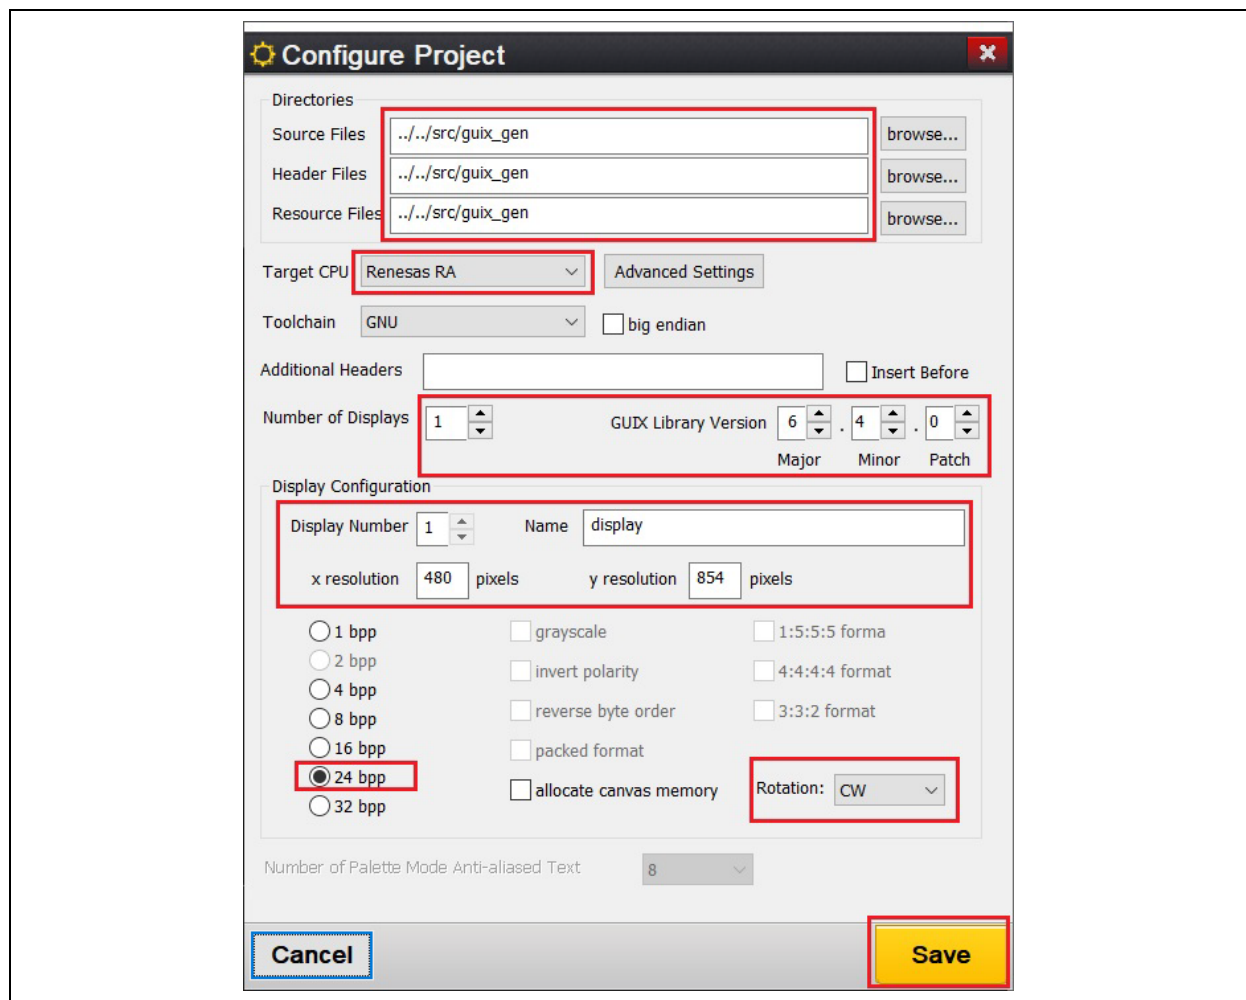 Configure Project
Directories
Source Files ../../src/guix_gen browse...
Header Files ../../src/guix_gen browse...
Resource Files ../../src/guix_gen browse...
Target CPU Renesas RA Advanced Settings
Toolchain GNU big endian
Additional Headers Insert Before
Number of Displays 1 GUIX Library Version 6 . 4 . 0
Major Minor Patch
Display Configuration
Display Number 1 Name display
x resolution 480 pixels y resolution 854 pixels
1 bpp grayscale 1:5:5:5 forma
2 bpp
invert polarity 4:4:4:4 format
4 bpp
8 bpp reverse byte order 3:3:2 format
16 bpp packed format
24 bpp
allocate canvas memory Rotation: CW
32 bpp
Number of Palette Mode Anti-aliased Text 8
Cancel Save